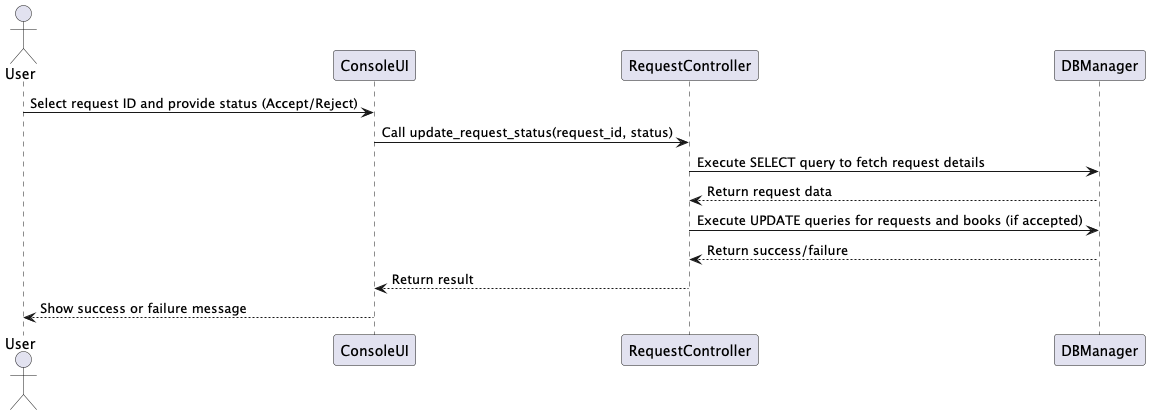 User
ConsoleUI
RequestController
DBManager
Select request ID and provide status (Accept/Reject)
Call update_request_status(request_id, status)
Execute SELECT query to fetch request details
Return request data
Execute UPDATE queries for requests and books (if accepted)
Return success/failure
Return result
Show success or failure message
User
ConsoleUI
RequestController
DBManager